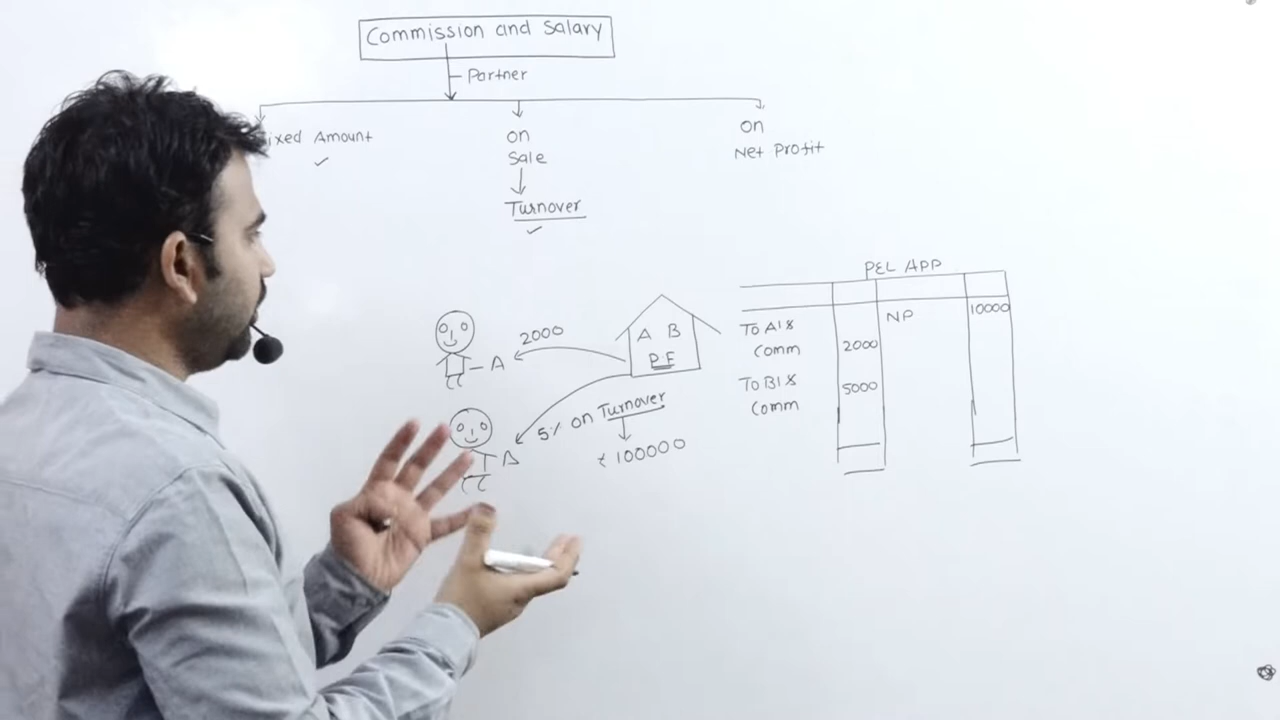 Commission and Salary
Partner
ixed Amount
on
Sale
Turnover
on
Net Profit
P&L APP
NP
10000
To A's
Comm
2000
To B's
Comm
5000
2000
A B
P.F
A
5% on Turnover
₹ 100000